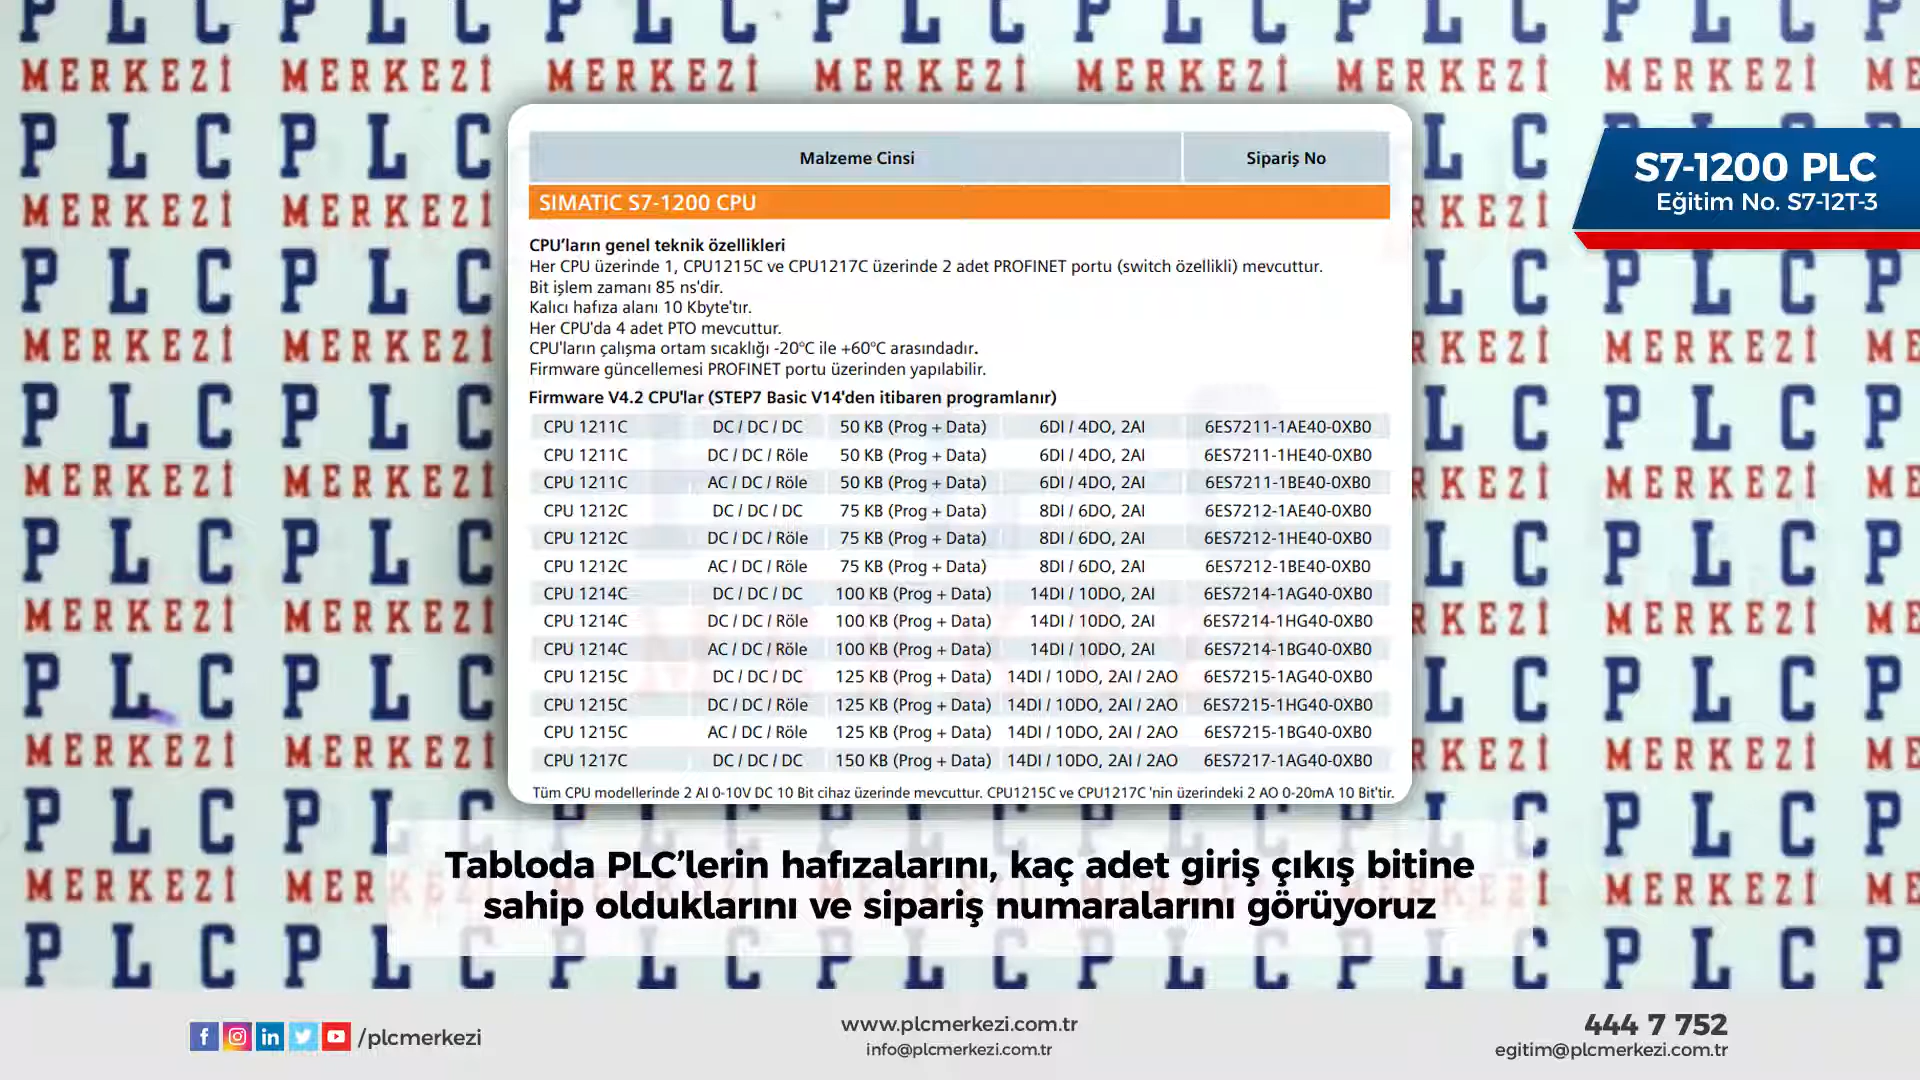 PLC PLC PLC PLC PLC PLC PLC P
MERKEZİ MERKEZİ MERKEZİ MERKEZİ MERKEZİ MERKEZİ MERKEZİ ME
Malzeme Cinsi Sipariş No
SIMATIC S7-1200 CPU
S7-1200 PLC
Eğitim No. S7-12T-3
CPU’ların genel teknik özellikleri
Her CPU üzerinde 1, CPU1215C ve CPU1217C üzerinde 2 adet PROFINET portu (switch özellikli) mevcuttur.
Bit işlem zamanı 85 ns'dir.
Kalıcı hafıza alanı 10 Kbyte'tır.
Her CPU'da 4 adet PTO mevcuttur.
CPU'ların çalışma ortam sıcaklığı -20°C ile +60°C arasındadır.
Firmware güncellemesi PROFINET portu üzerinden yapılabilir.
Firmware V4.2 CPU'lar (STEP7 Basic V14'den itibaren programlanır)
CPU 1211C DC / DC / DC 50 KB (Prog + Data) 6DI / 4DO, 2AI 6ES7211-1AE40-0XB0
CPU 1211C DC / DC / Röle 50 KB (Prog + Data) 6DI / 4DO, 2AI 6ES7211-1HE40-0XB0
CPU 1211C AC / DC / Röle 50 KB (Prog + Data) 6DI / 4DO, 2AI 6ES7211-1BE40-0XB0
CPU 1212C DC / DC / DC 75 KB (Prog + Data) 8DI / 6DO, 2AI 6ES7212-1AE40-0XB0
CPU 1212C DC / DC / Röle 75 KB (Prog + Data) 8DI / 6DO, 2AI 6ES7212-1HE40-0XB0
CPU 1212C AC / DC / Röle 75 KB (Prog + Data) 8DI / 6DO, 2AI 6ES7212-1BE40-0XB0
CPU 1214C DC / DC / DC 100 KB (Prog + Data) 14DI / 10DO, 2AI 6ES7214-1AG40-0XB0
CPU 1214C DC / DC / Röle 100 KB (Prog + Data) 14DI / 10DO, 2AI 6ES7214-1HG40-0XB0
CPU 1214C AC / DC / Röle 100 KB (Prog + Data) 14DI / 10DO, 2AI 6ES7214-1BG40-0XB0
CPU 1215C DC / DC / DC 125 KB (Prog + Data) 14DI / 10DO, 2AI / 2AO 6ES7215-1AG40-0XB0
CPU 1215C DC / DC / Röle 125 KB (Prog + Data) 14DI / 10DO, 2AI / 2AO 6ES7215-1HG40-0XB0
CPU 1215C AC / DC / Röle 125 KB (Prog + Data) 14DI / 10DO, 2AI / 2AO 6ES7215-1BG40-0XB0
CPU 1217C DC / DC / DC 150 KB (Prog + Data) 14DI / 10DO, 2AI / 2AO 6ES7217-1AG40-0XB0
Tüm CPU modellerinde 2 AI 0-10V DC 10 Bit cihaz üzerinde mevcuttur. CPU1215C ve CPU1217C 'nin üzerindeki 2 AO 0-20mA 10 Bit'tir.
Tabloda PLC’lerin hafızalarını, kaç adet giriş çıkış bitine
sahip olduklarını ve sipariş numaralarını görüyoruz
/plcmerkezi
www.plcmerkezi.com.tr
info@plcmerkezi.com.tr
444 7 752
egitim@plcmerkezi.com.tr